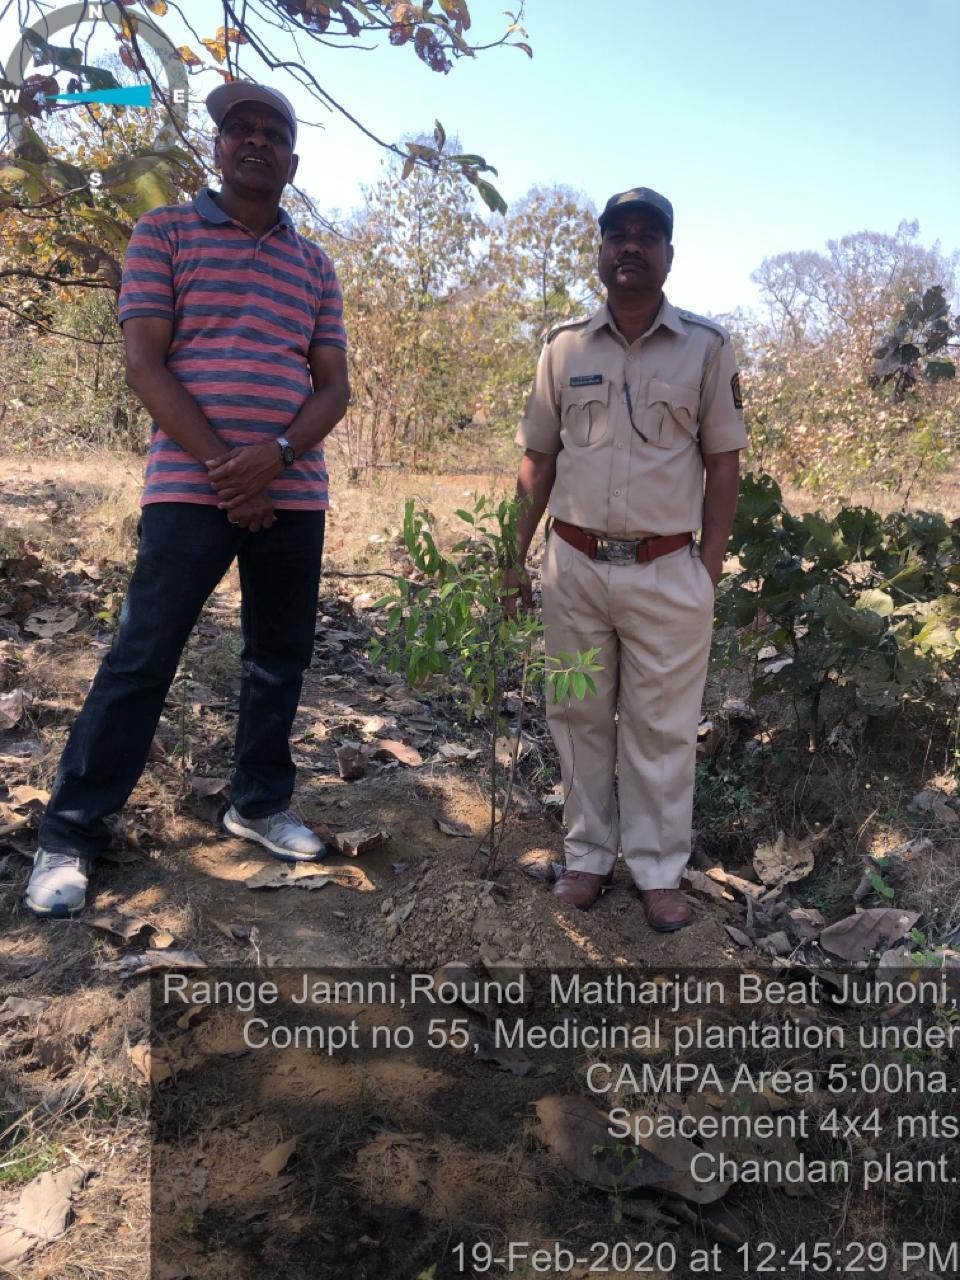 N
W E
S
Range Jamni,Round Matharjun Beat Junoni,
Compt no 55, Medicinal plantation under
CAMPA Area 5:00ha.
Spacement 4x4 mts
Chandan plant.
19-Feb-2020 at 12:45:29 PM